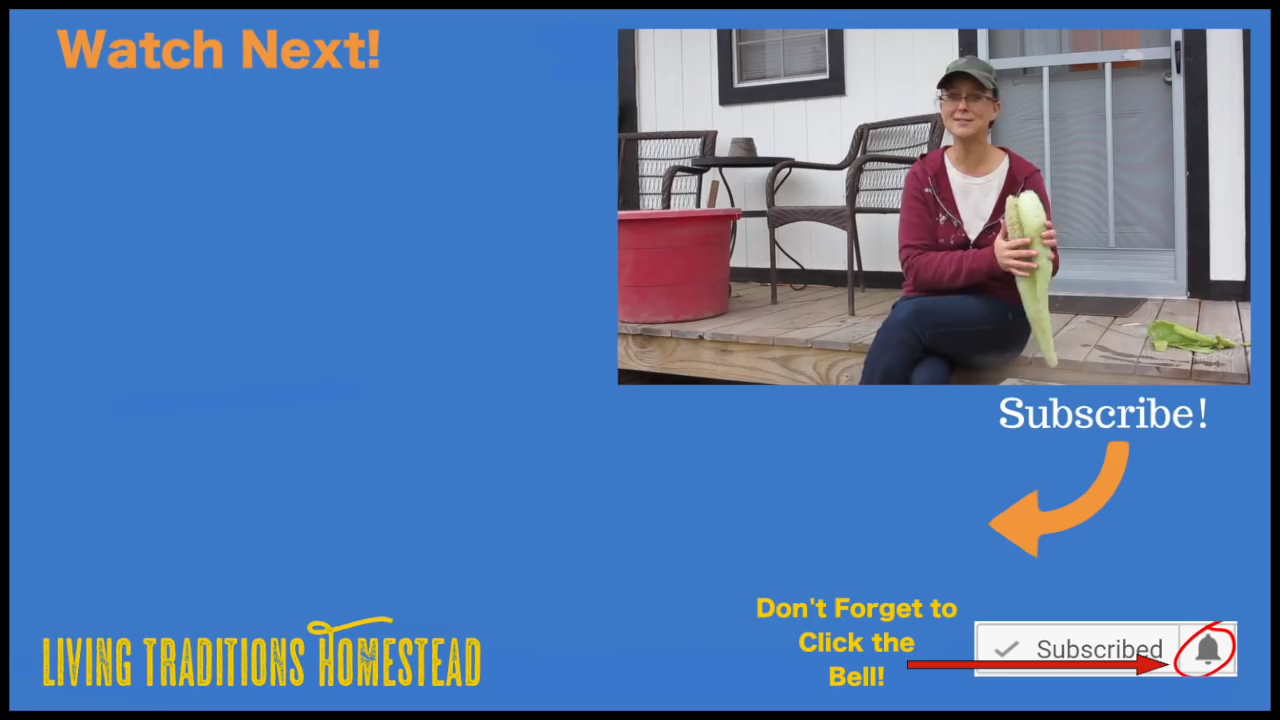 Watch Next!
Subscribe!
Don't Forget to
Click the
Bell!
Subscribed
LIVING TRADITIONS HOMESTEAD